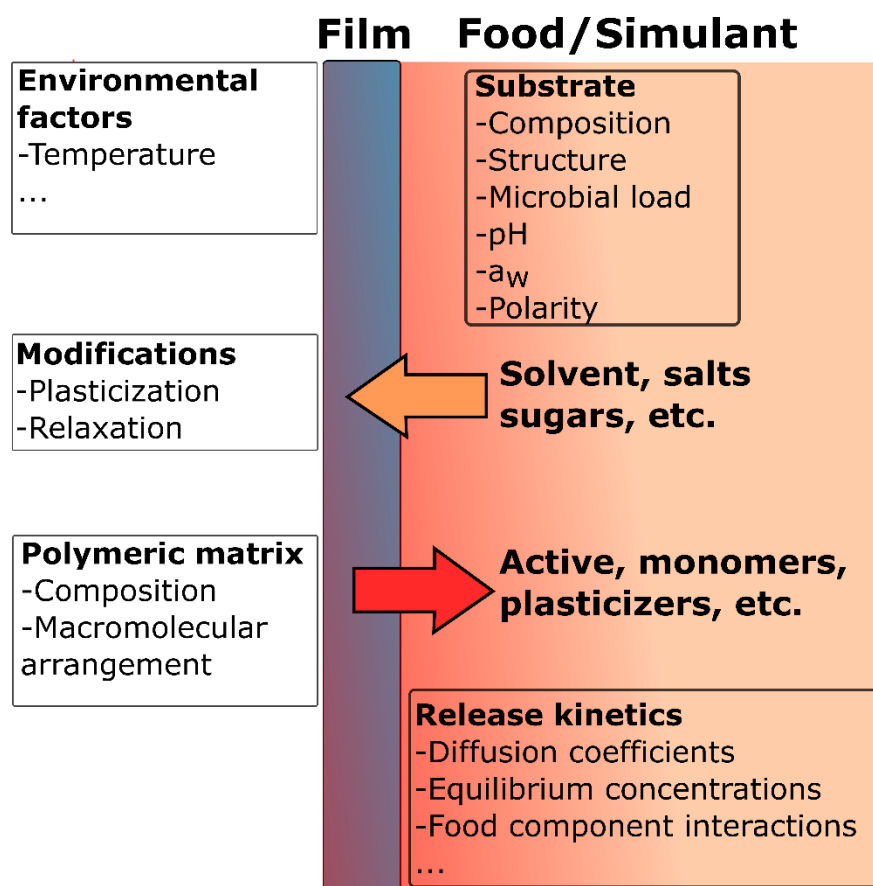 Film
Food/Simulant
Environmental
factors
-Temperature
...
Substrate
-Composition
-Structure
-Microbial load
-pH
-aw
-Polarity
Modifications
-Plasticization
-Relaxation
Solvent, salts
sugars, etc.
Polymeric matrix
-Composition
-Macromolecular
arrangement
Active, monomers,
plasticizers, etc.
Release kinetics
-Diffusion coefficients
-Equilibrium concentrations
-Food component interactions
...